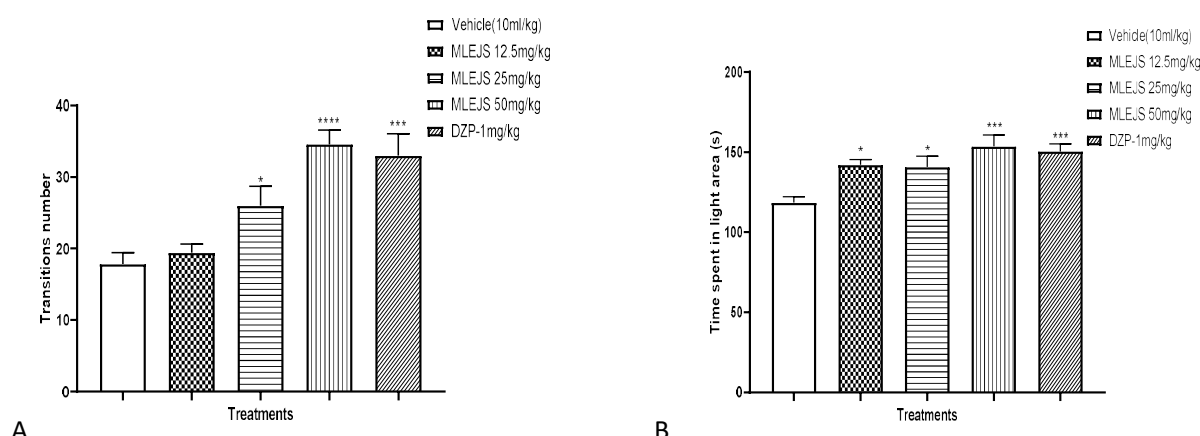 Vehicle(10ml/kg)
MLEJS 12.5mg/kg
MLEJS 25mg/kg
MLEJS 50mg/kg
DZP-1mg/kg
40
30
20
10
0
Transitions number
*
****
***
Treatments
A
Vehicle(10ml/kg)
MLEJS 12.5mg/kg
MLEJS 25mg/kg
MLEJS 50mg/kg
DZP-1mg/kg
200
150
100
50
0
Time spent in light area (s)
*
*
***
***
Treatments
B